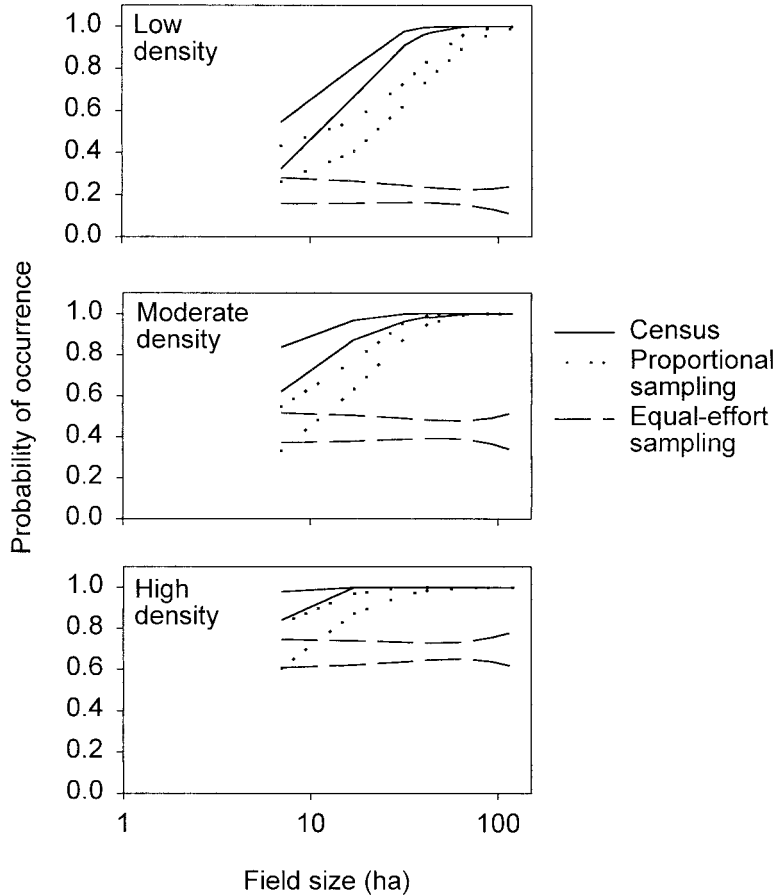 Low
density
1.0
0.8
0.6
0.4
0.2
0.0
1
10
100
Moderate
density
1.0
0.8
0.6
0.4
0.2
0.0
High
density
1.0
0.8
0.6
0.4
0.2
0.0
1
10
100
Probability of occurrence
Field size (ha)
Census
Proportional
sampling
Equal-effort
sampling